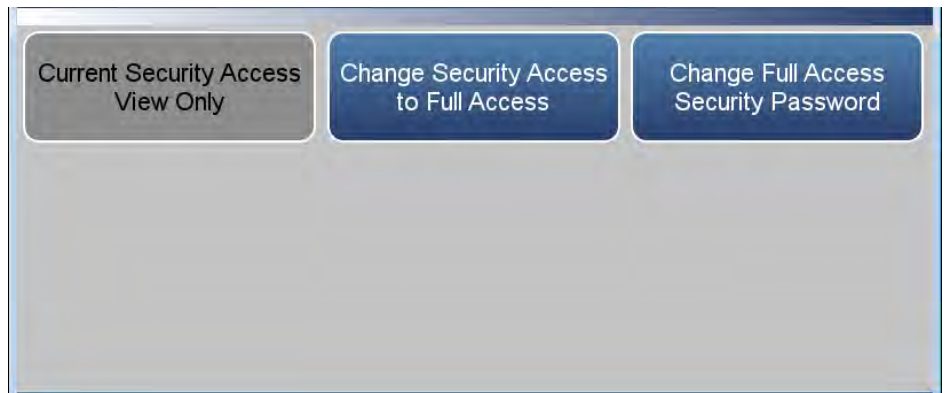 Current Security Access
View Only
Change Security Access
to Full Access
Change Full Access
Security Password